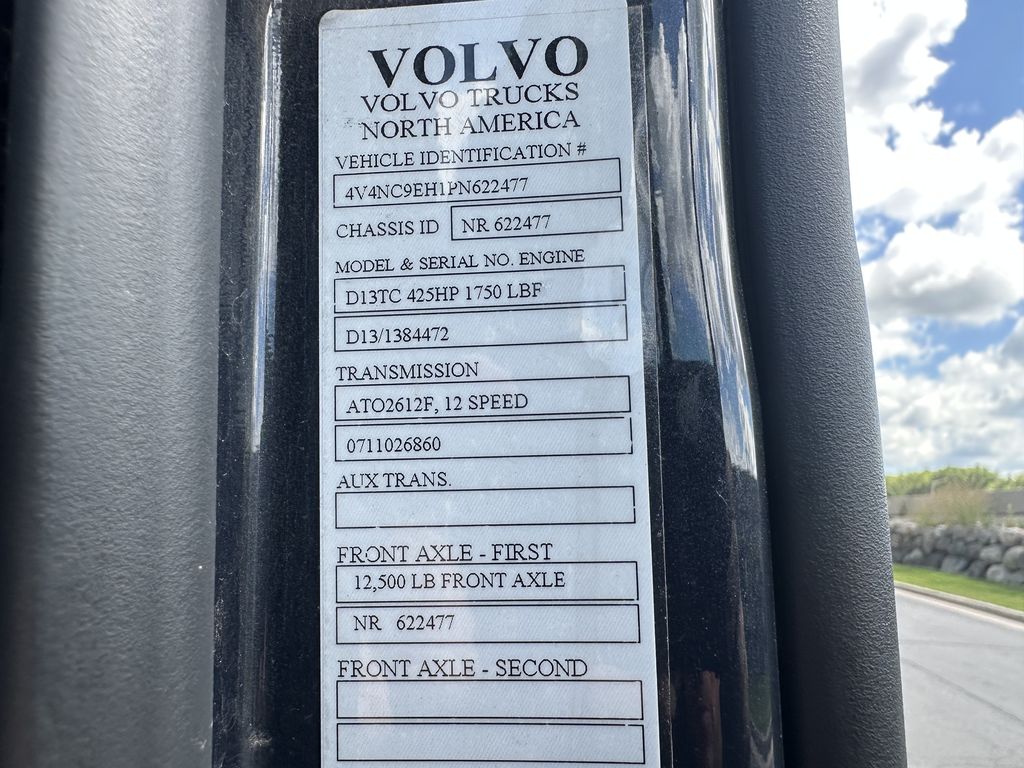 VOLVO
VOLVO TRUCKS
NORTH AMERICA
VEHICLE IDENTIFICATION #
4V4NC9EH1PN622477
CHASSIS ID NR 622477
MODEL & SERIAL NO. ENGINE
D13TC 425HP 1750 LBF
D13/1384472
TRANSMISSION
ATO2612F, 12 SPEED
0711026860
AUX TRANS.
FRONT AXLE - FIRST
12,500 LB FRONT AXLE
NR 622477
FRONT AXLE - SECOND